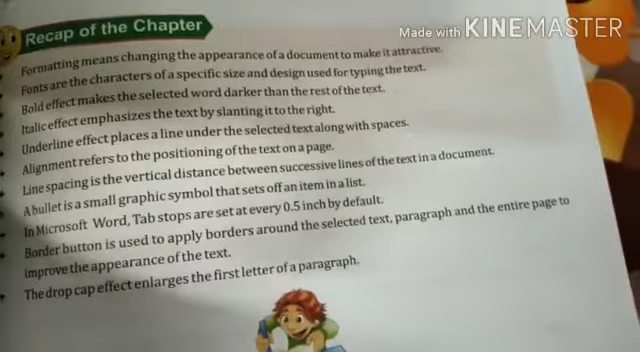 Recap of the Chapter
Made with KINEMASTER
Formatting means changing the appearance of a document to make it attractive.
Fonts are the characters of a specific size and design used for typing the text.
Bold effect makes the selected word darker than the rest of the text.
Italic effect emphasizes the text by slanting it to the right.
Underline effect places a line under the selected text along with spaces.
Alignment refers to the positioning of the text on a page.
Line spacing is the vertical distance between successive lines of the text in a document.
A bullet is a small graphic symbol that sets off an item in a list.
In Microsoft Word, Tab stops are set at every 0.5 inch by default.
Border button is used to apply borders around the selected text, paragraph and the entire page to
improve the appearance of the text.
The drop cap effect enlarges the first letter of a paragraph.